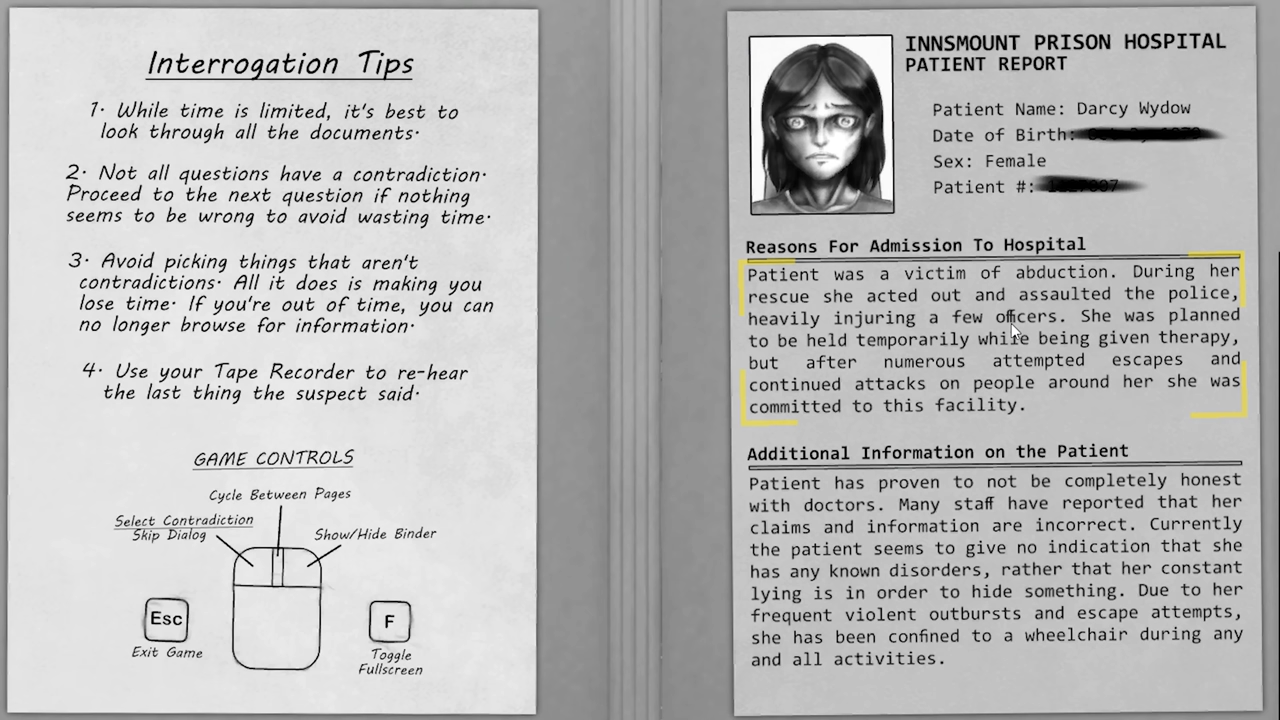 Interrogation Tips
1. While time is limited, it's best to
look through all the documents.
2. Not all questions have a contradiction.
Proceed to the next question if nothing
seems to be wrong to avoid wasting time.
3. Avoid picking things that aren't
contradictions. All it does is making you
lose time. If you're out of time, you can
no longer browse for information.
4. Use your Tape Recorder to re-hear
the last thing the suspect said.
GAME CONTROLS
Cycle Between Pages
Select Contradiction
Skip Dialog
Show/Hide Binder
Esc
Exit Game
F
Toggle
Fullscreen
INNSMOUNT PRISON HOSPITAL
PATIENT REPORT
Patient Name: Darcy Wydow
Date of Birth:
Sex: Female
Patient #:
Reasons For Admission To Hospital
Patient was a victim of abduction. During her
rescue she acted out and assaulted the police,
heavily injuring a few officers. She was planned
to be held temporarily while being given therapy,
but after numerous attempted escapes and
continued attacks on people around her she was
committed to this facility.
Additional Information on the Patient
Patient has proven to not be completely honest
with doctors. Many staff have reported that her
claims and information are incorrect. Currently
the patient seems to give no indication that she
has any known disorders, rather that her constant
lying is in order to hide something. Due to her
frequent violent outbursts and escape attempts,
she has been confined to a wheelchair during any
and all activities.